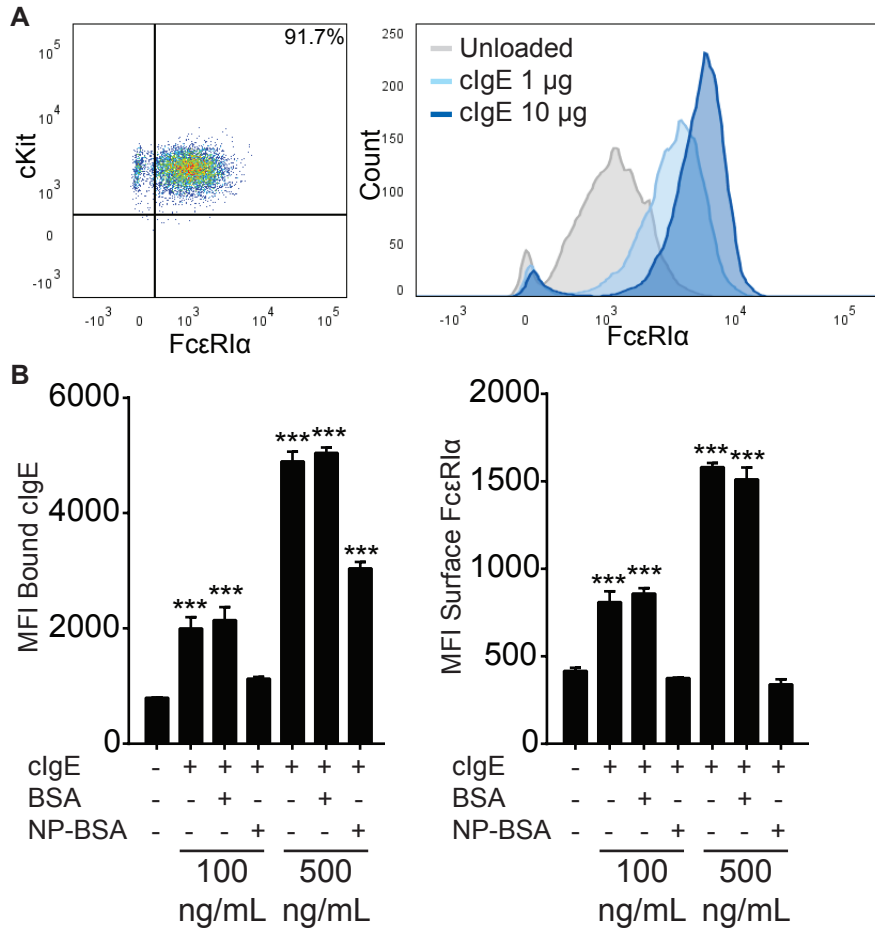 A
91.7%
cKit
10^5
10^4
10^3
0
-10^3
-10^3 0 10^3 10^4 10^5
FcεRIα
Unloaded
cIgE 1 µg
cIgE 10 µg
Count
250
200
150
100
50
0
-10^3 0 10^3 10^4 10^5
FcεRIα
B
MFI Bound cIgE
6000
4000
2000
0
*** *** *** *** ***
cIgE - + + + + + +
BSA - - + - - + -
NP-BSA - - - + - - +
100 500
ng/mL ng/mL
MFI Surface FcεRIα
2000
1500
1000
500
0
*** *** *** ***
cIgE - + + + + + +
BSA - - + - - + -
NP-BSA - - - + - - +
100 500
ng/mL ng/mL